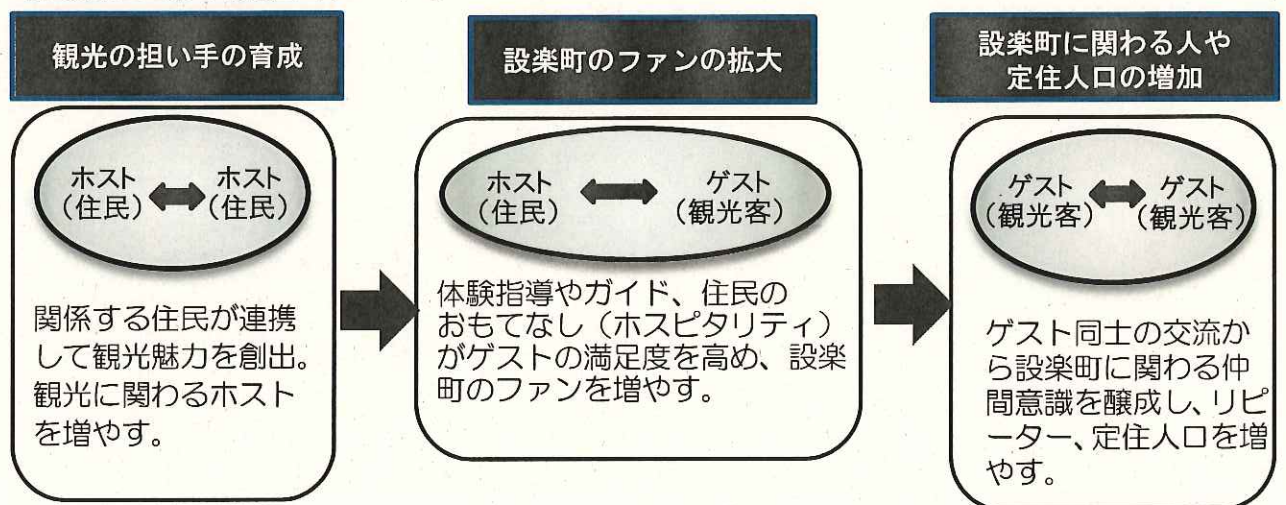 観光の担い手の育成
ホスト
(住民)
ホスト
(住民)
関係する住民が連携
して観光魅力を創出。
観光に関わるホスト
を増やす。
設楽町のファンの拡大
ホスト
(住民)
ゲスト
(観光客)
体験指導やガイド、住民の
おもてなし(ホスピタリティ)
がゲストの満足度を高め、設楽
町のファンを増やす。
設楽町に関わる人や
定住人口の増加
ゲスト
(観光客)
ゲスト
(観光客)
ゲスト同士の交流か
ら設楽町に関わる仲
間意識を醸成し、リピ
ーター、定住人口を増
やす。